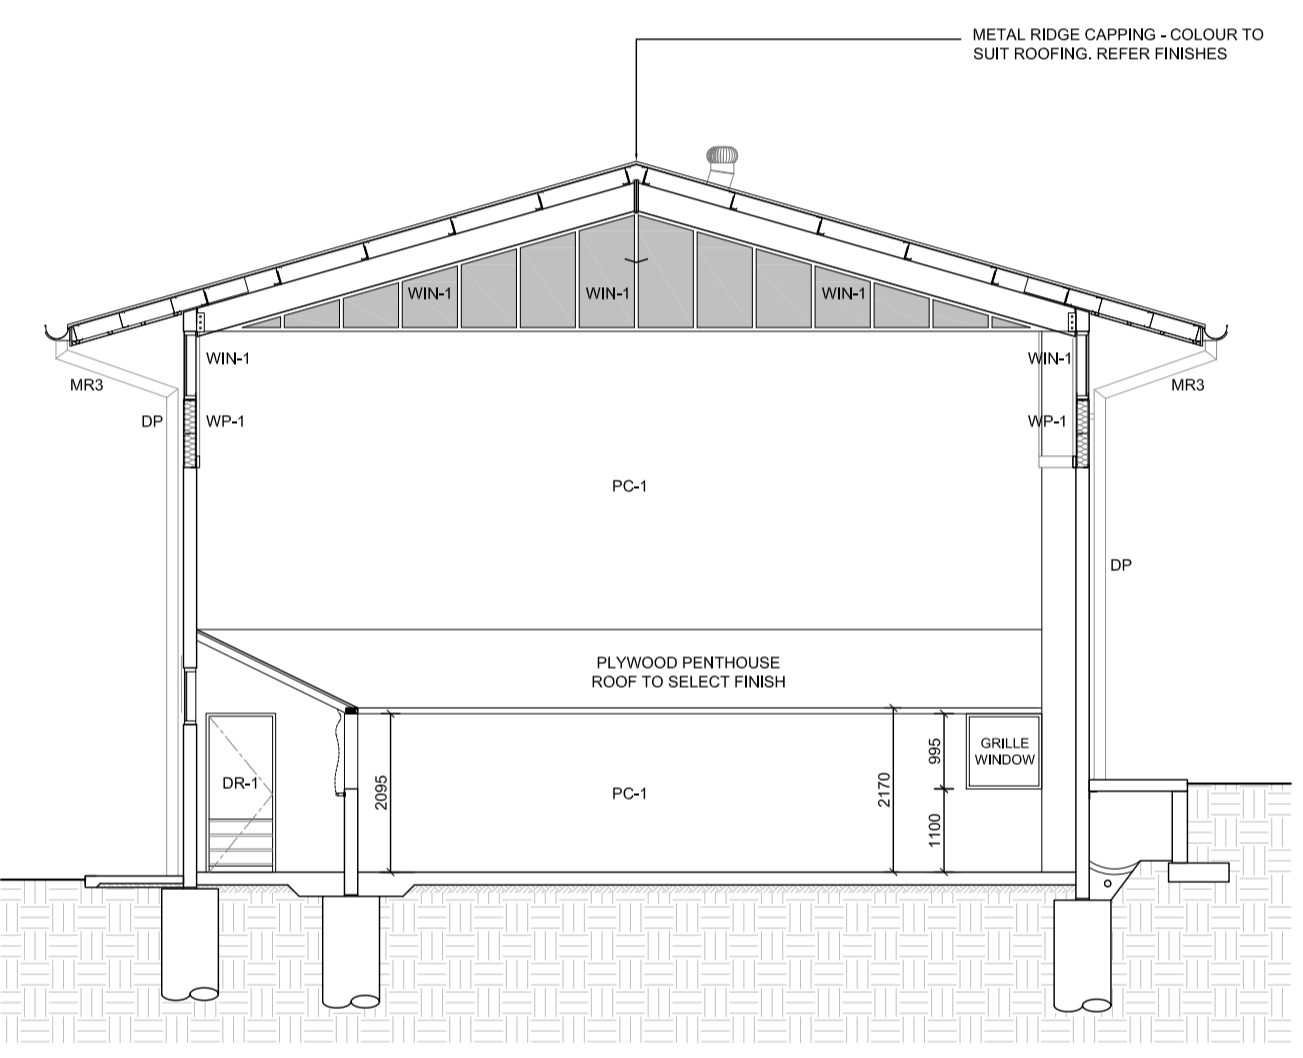 METAL RIDGE CAPPING - COLOUR TO
SUIT ROOFING. REFER FINISHES
WIN-1
WIN-1
WIN-1
WIN-1
WIN-1
MR3
MR3
DP
WP-1
WP-1
PC-1
DP
PLYWOOD PENTHOUSE
ROOF TO SELECT FINISH
GRILLE
WINDOW
995
DR-1
2095
PC-1
2170
1100